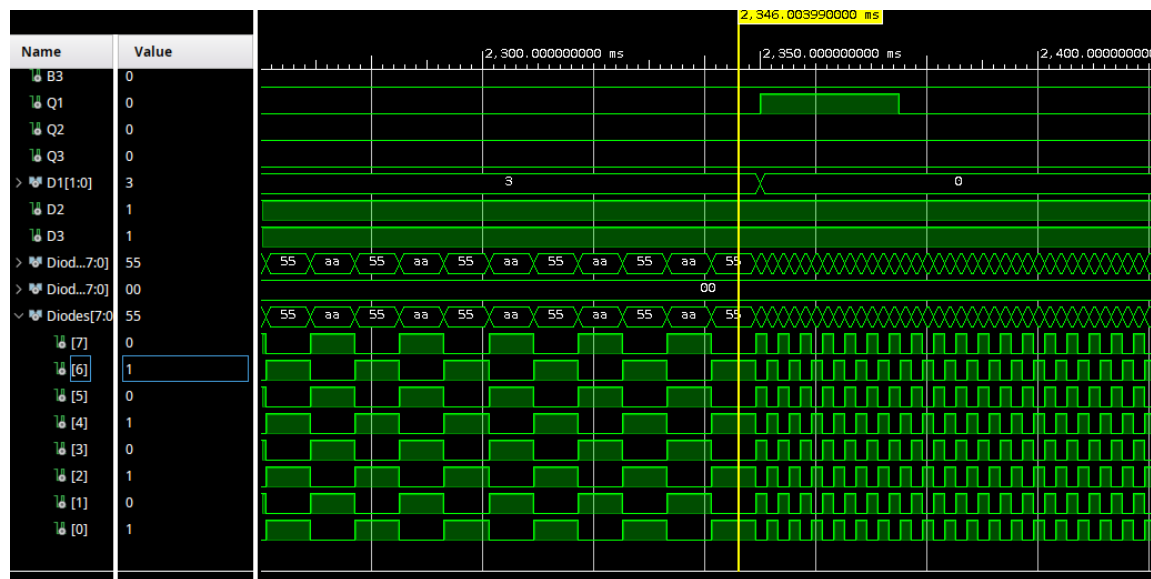 2,346.003990000 ms
Name Value
2,300.000000000 ms 2,350.000000000 ms 2,400.0000000
B3 0
Q1 0
Q2 0
Q3 0
D1[1:0] 3 3 0
D2 1
D3 1
Diod...7:0] 55 55 aa 55 aa 55 aa 55 aa 55 aa 55
Diod...7:0] 00 00
Diodes[7:0 55 55 aa 55 aa 55 aa 55 aa 55 aa 55
[7] 0
[6] 1
[5] 0
[4] 1
[3] 0
[2] 1
[1] 0
[0] 1